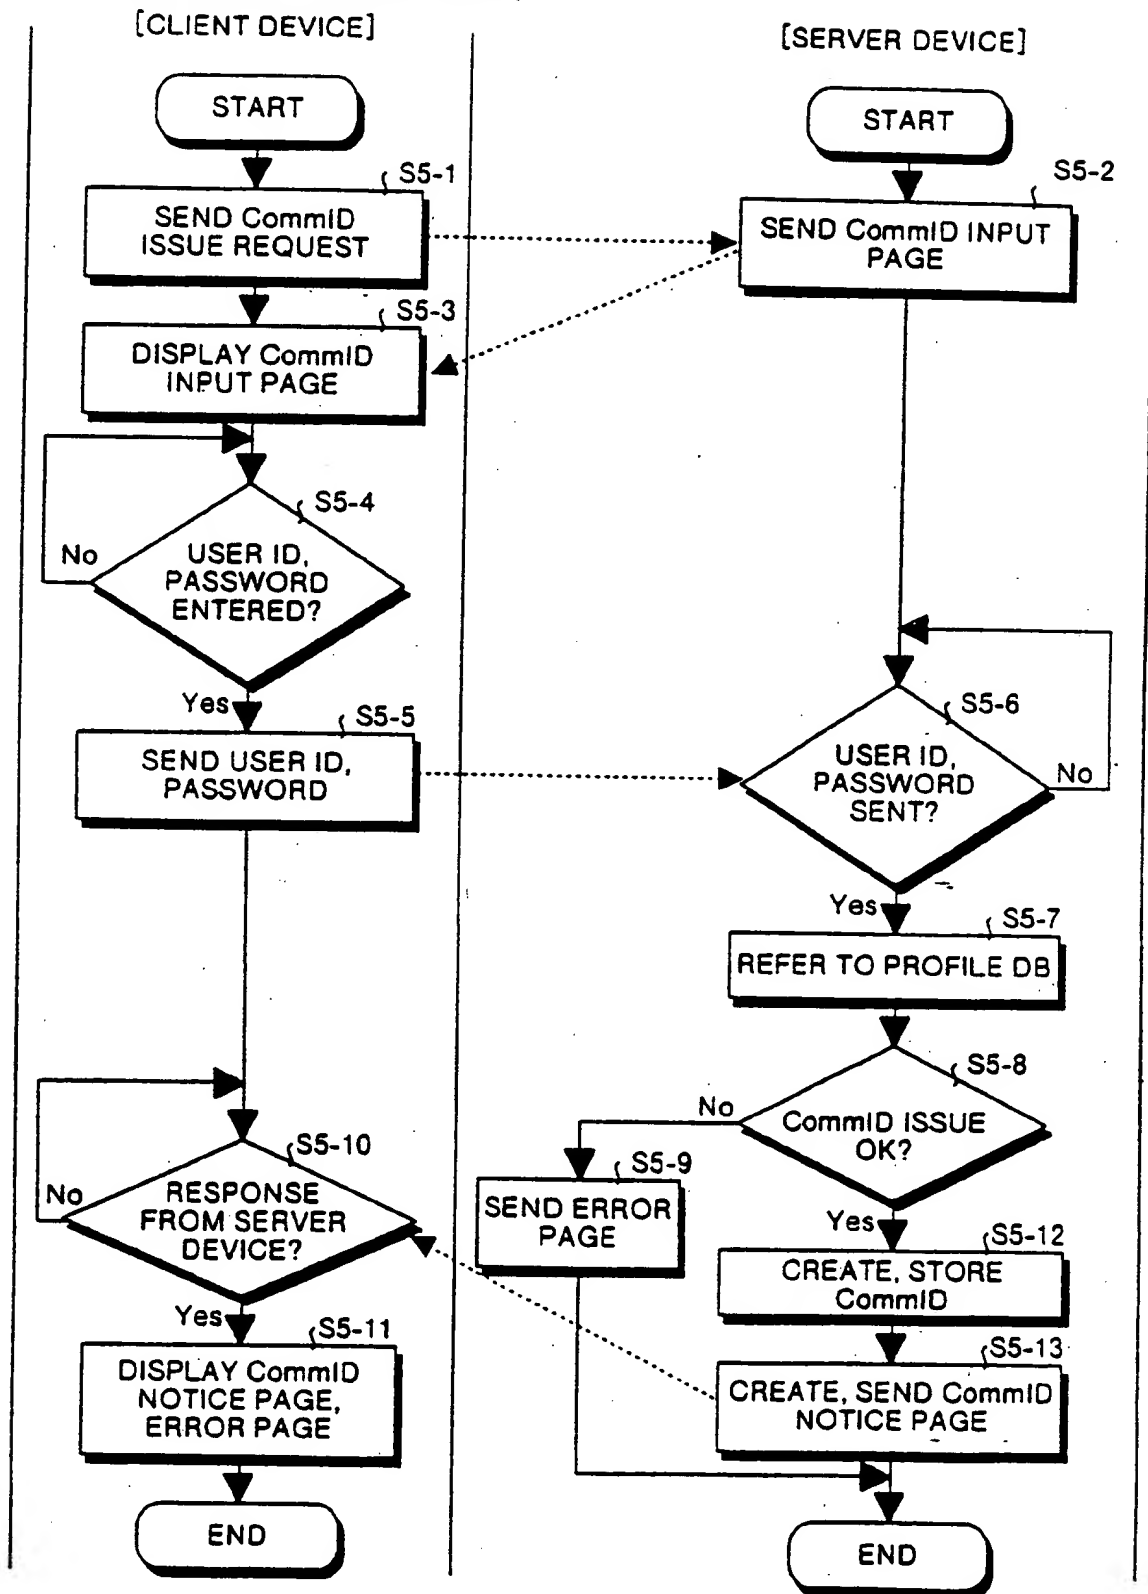 [CLIENT DEVICE]
START
S5-1
SEND CommID
ISSUE REQUEST
S5-3
DISPLAY CommID
INPUT PAGE
S5-4
No
USER ID,
PASSWORD
ENTERED?
Yes
S5-5
SEND USER ID,
PASSWORD
S5-10
No
RESPONSE
FROM SERVER
DEVICE?
Yes
S5-11
DISPLAY CommID
NOTICE PAGE,
ERROR PAGE
END
[SERVER DEVICE]
START
S5-2
SEND CommID INPUT
PAGE
S5-6
USER ID,
PASSWORD
SENT?
No
Yes
S5-7
REFER TO PROFILE DB
S5-8
No
CommID ISSUE
OK?
S5-9
SEND ERROR
PAGE
Yes
S5-12
CREATE, STORE
CommID
S5-13
CREATE, SEND CommID
NOTICE PAGE
END